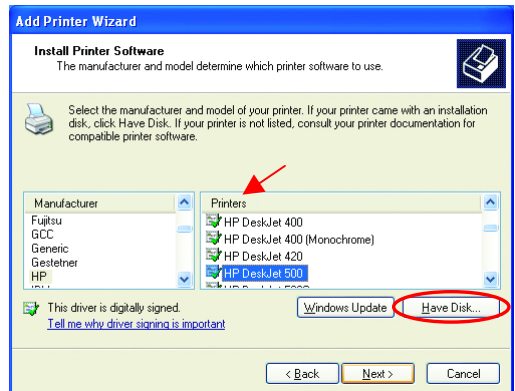 Add Printer Wizard
Install Printer Software
The manufacturer and model determine which printer software to use.
Select the manufacturer and model of your printer. If your printer came with an installation
disk, click Have Disk. If your printer is not listed, consult your printer documentation for
compatible printer software.
Manufacturer
Fujitsu
GCC
Generic
Gestetner
HP
Printers
HP DeskJet 400
HP DeskJet 400 (Monochrome)
HP DeskJet 420
HP DeskJet 500
This driver is digitally signed.
Tell me why driver signing is important
Windows Update
Have Disk...
< Back
Next >
Cancel